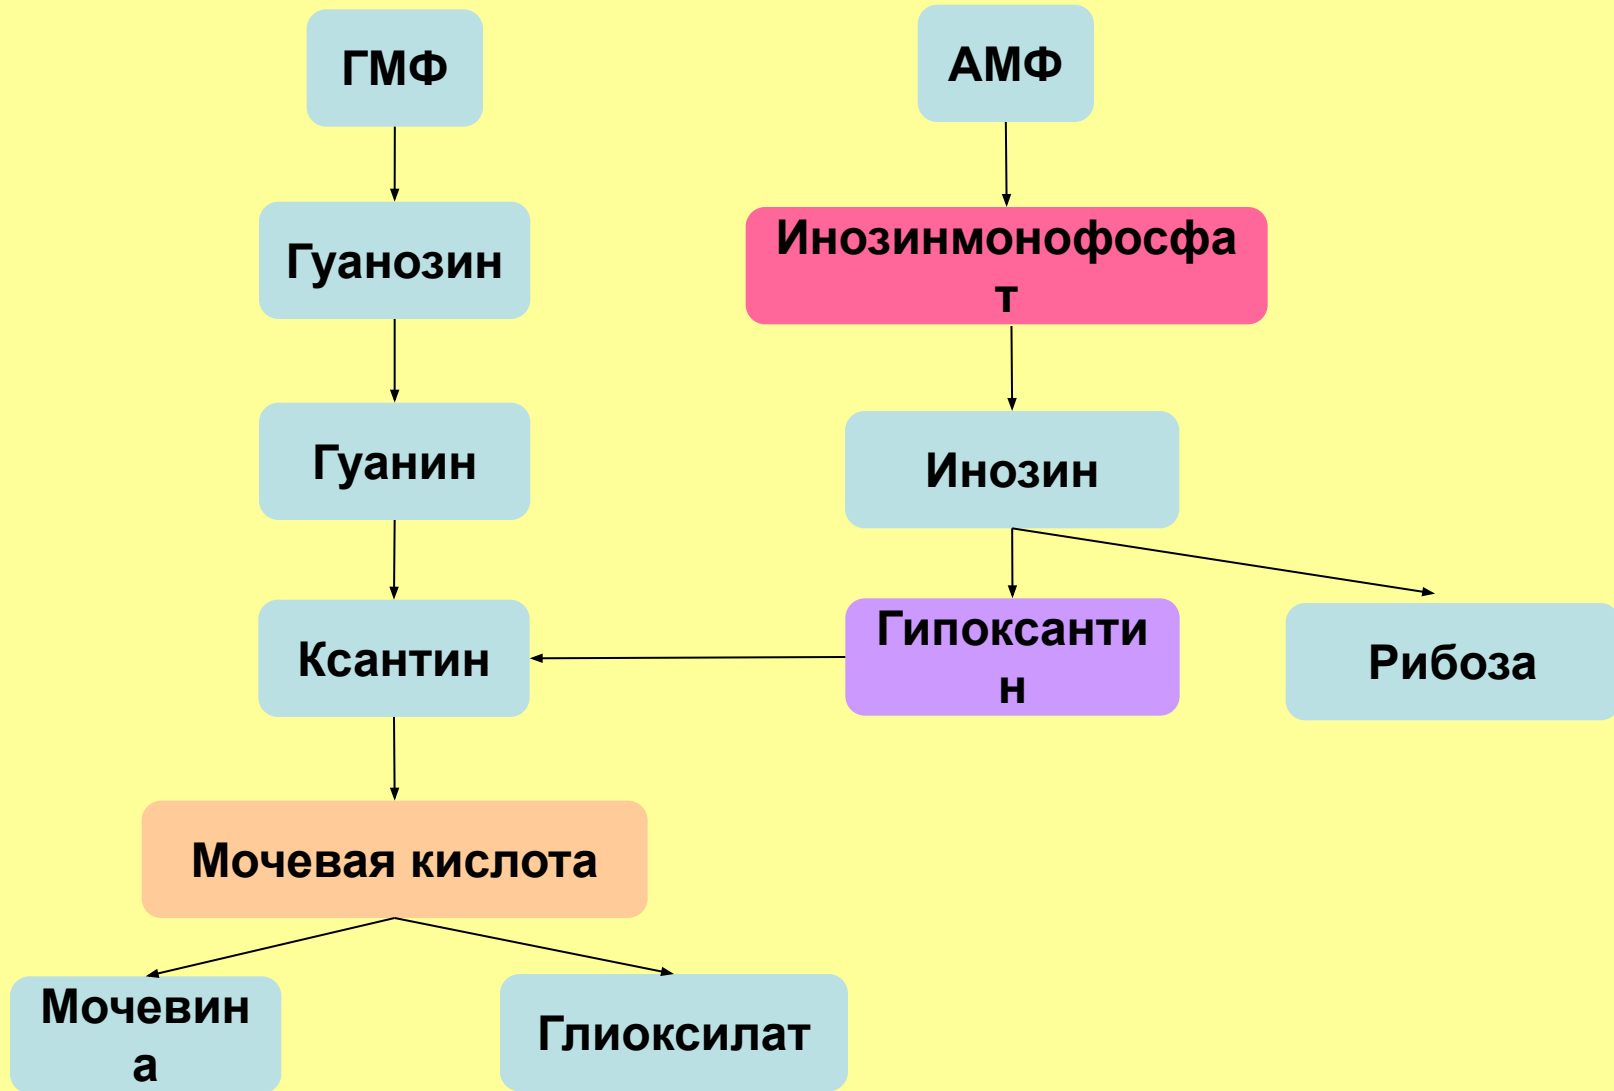 ГМФ
АМФ
Гуанозин
Инозинмонофосфа
т
Гуанин
Инозин
Ксантин
Гипоксанти
н
Рибоза
Мочевая кислота
Мочевин
а
Глиоксилат